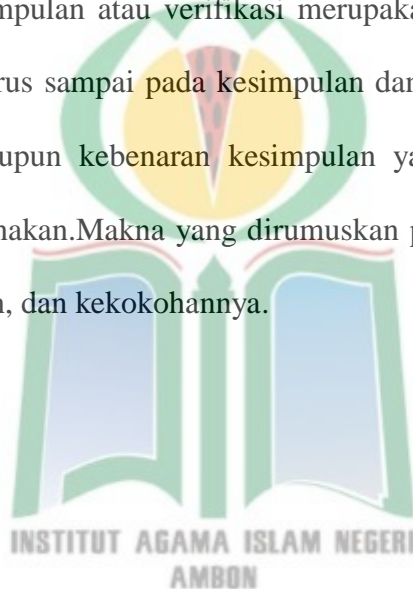 mpulan atau verifikasi merupaka
rus sampai pada kesimpulan dan
upun kebenaran kesimpulan ya
nakan.Makna yang dirumuskan p
n, dan kekokohannya.
INSTITUT AGAMA ISLAM NEGERI
AMBON